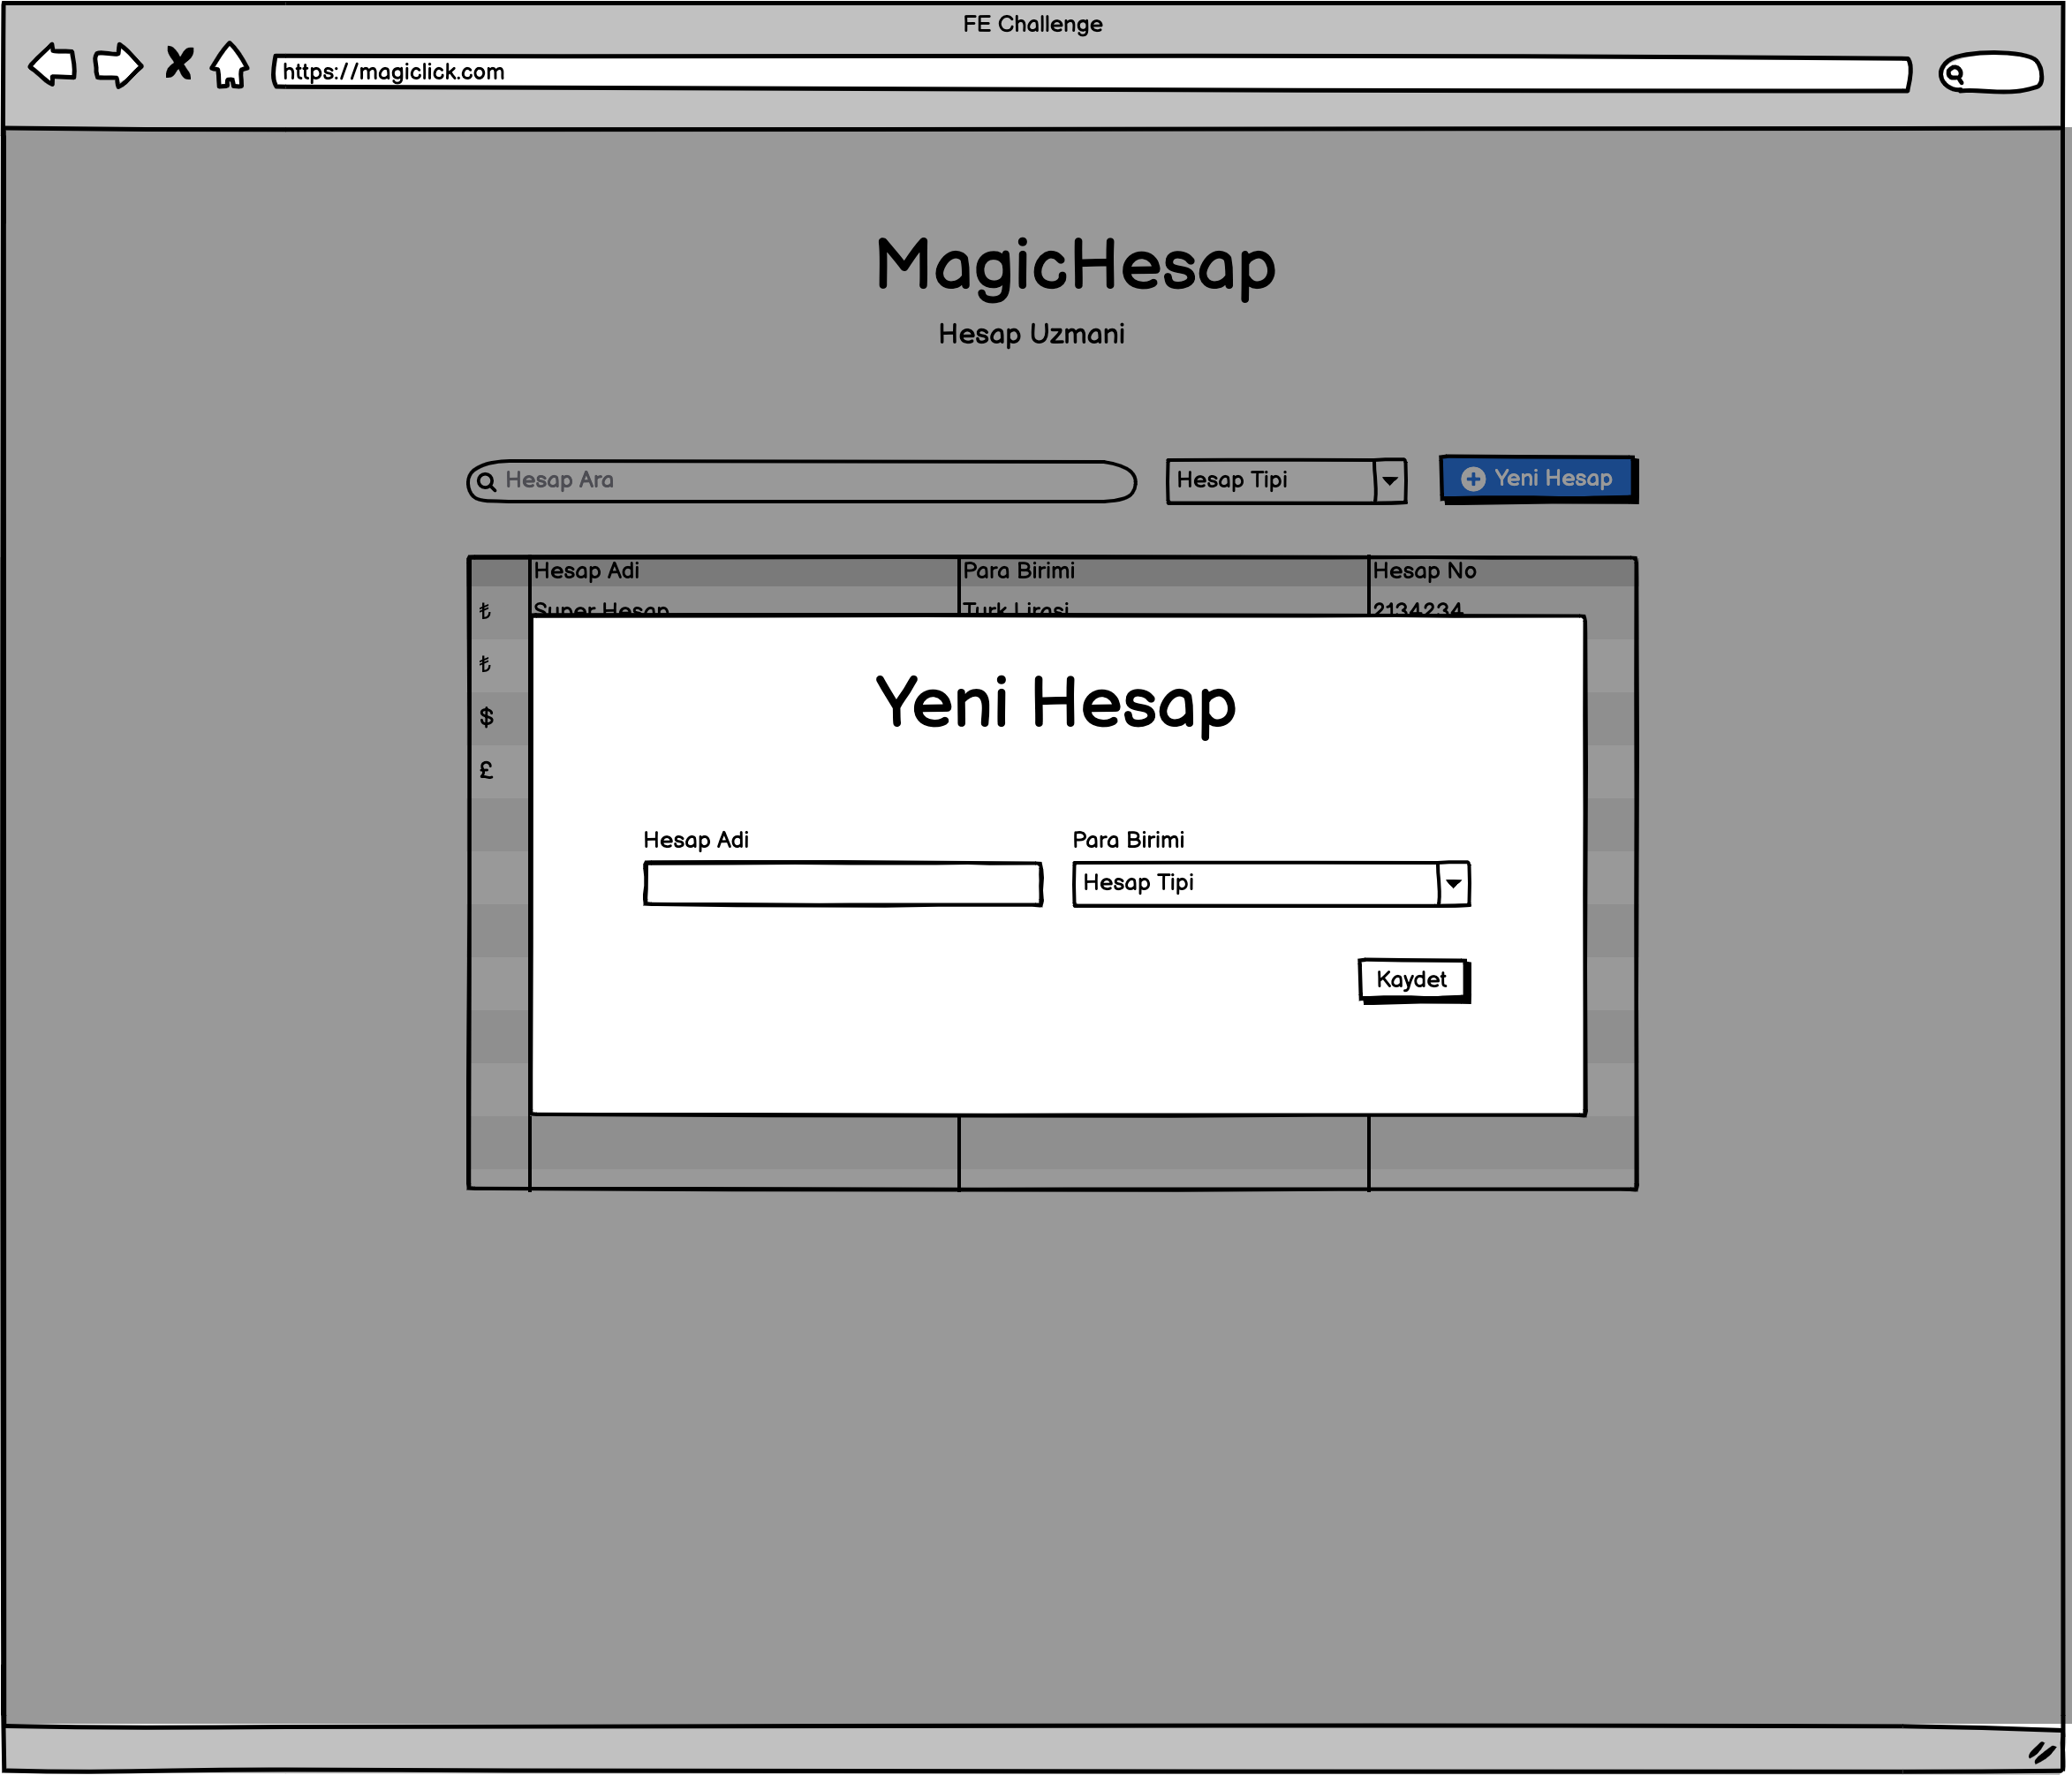 FE Challenge
https://magiclick.com
MagicHesap
Hesap Uzmani
Hesap Ara
Hesap Tipi
Yeni Hesap
Hesap Adi Para Birimi Hesap No
₺ Super Hesap Turk Lirasi 2134234
₺
$
£
Yeni Hesap
Hesap Adi Para Birimi
Hesap Tipi
Kaydet